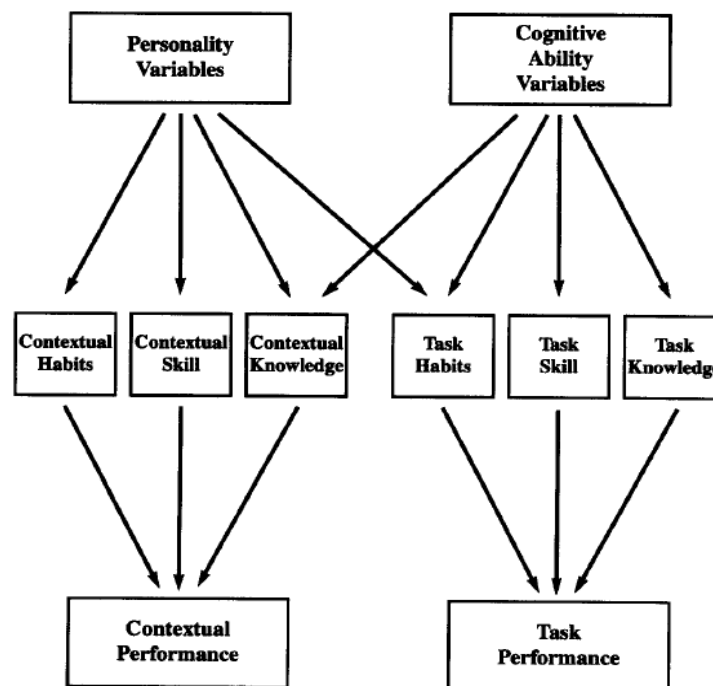 Personality
Variables
Cognitive
Ability
Variables
Contextual
Habits
Contextual
Skill
Contextual
Knowledge
Task
Habits
Task
Skill
Task
Knowledge
Contextual
Performance
Task
Performance